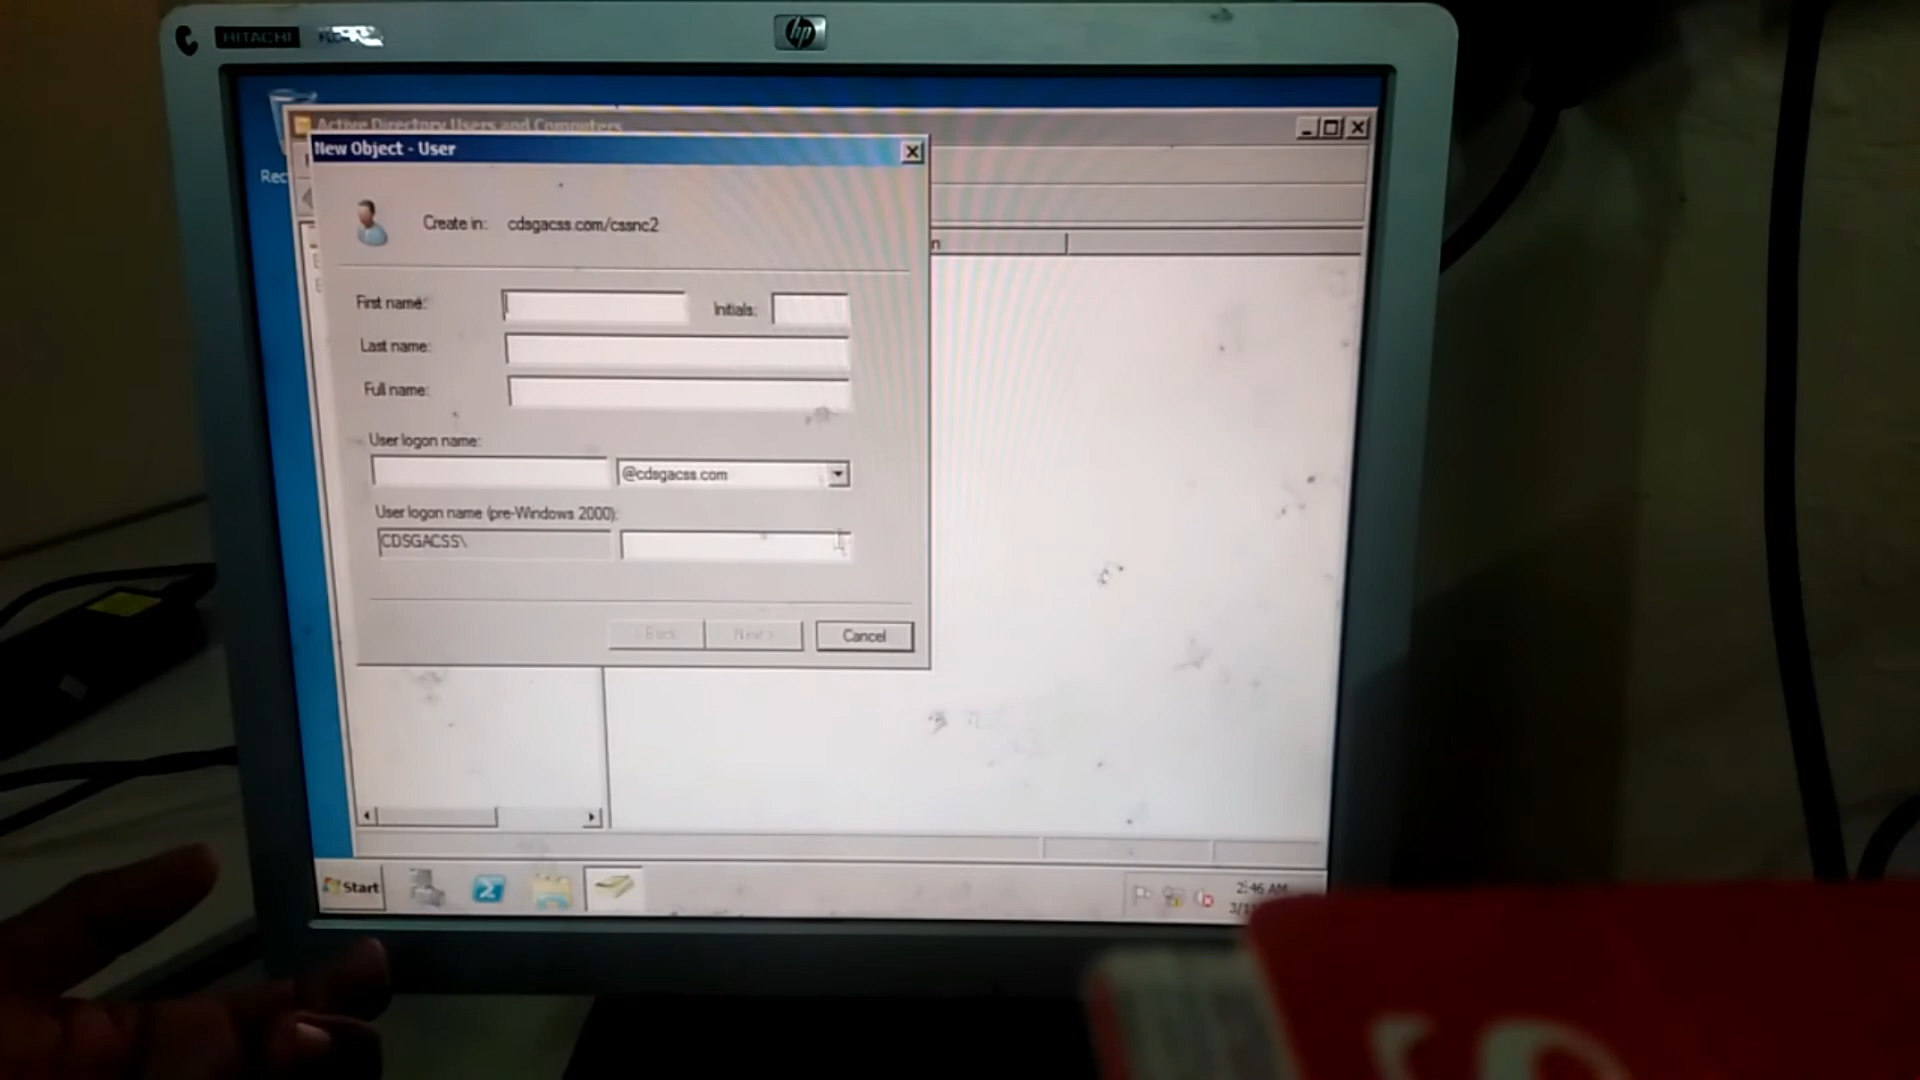 HITACHI
hp
Active Directory Users and Computers
New Object - User
Rec
Create in: cdsgacss.com/cssnc2
n
First name:
Initials:
Last name:
Full name:
User logon name:
@cdsgacss.com
User logon name (pre-Windows 2000):
CDSGACSS\
< Back
Next >
Cancel
Start
2:46 AM